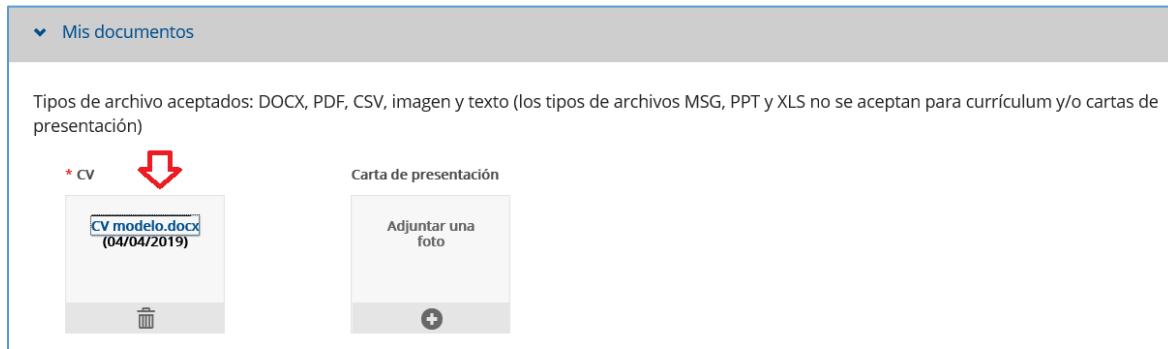 Mis documentos
Tipos de archivo aceptados: DOCX, PDF, CSV, imagen y texto (los tipos de archivos MSG, PPT y XLS no se aceptan para currículum y/o cartas de
presentación)
* CV
Carta de presentación
CV modelo.docx
(04/04/2019)
Adjuntar una
foto